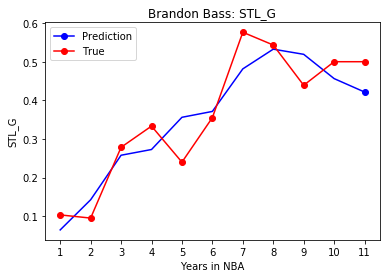 Brandon Bass: STL_G
Prediction
True
STL_G
0.6
0.5
0.4
0.3
0.2
0.1
1 2 3 4 5 6 7 8 9 10 11
Years in NBA